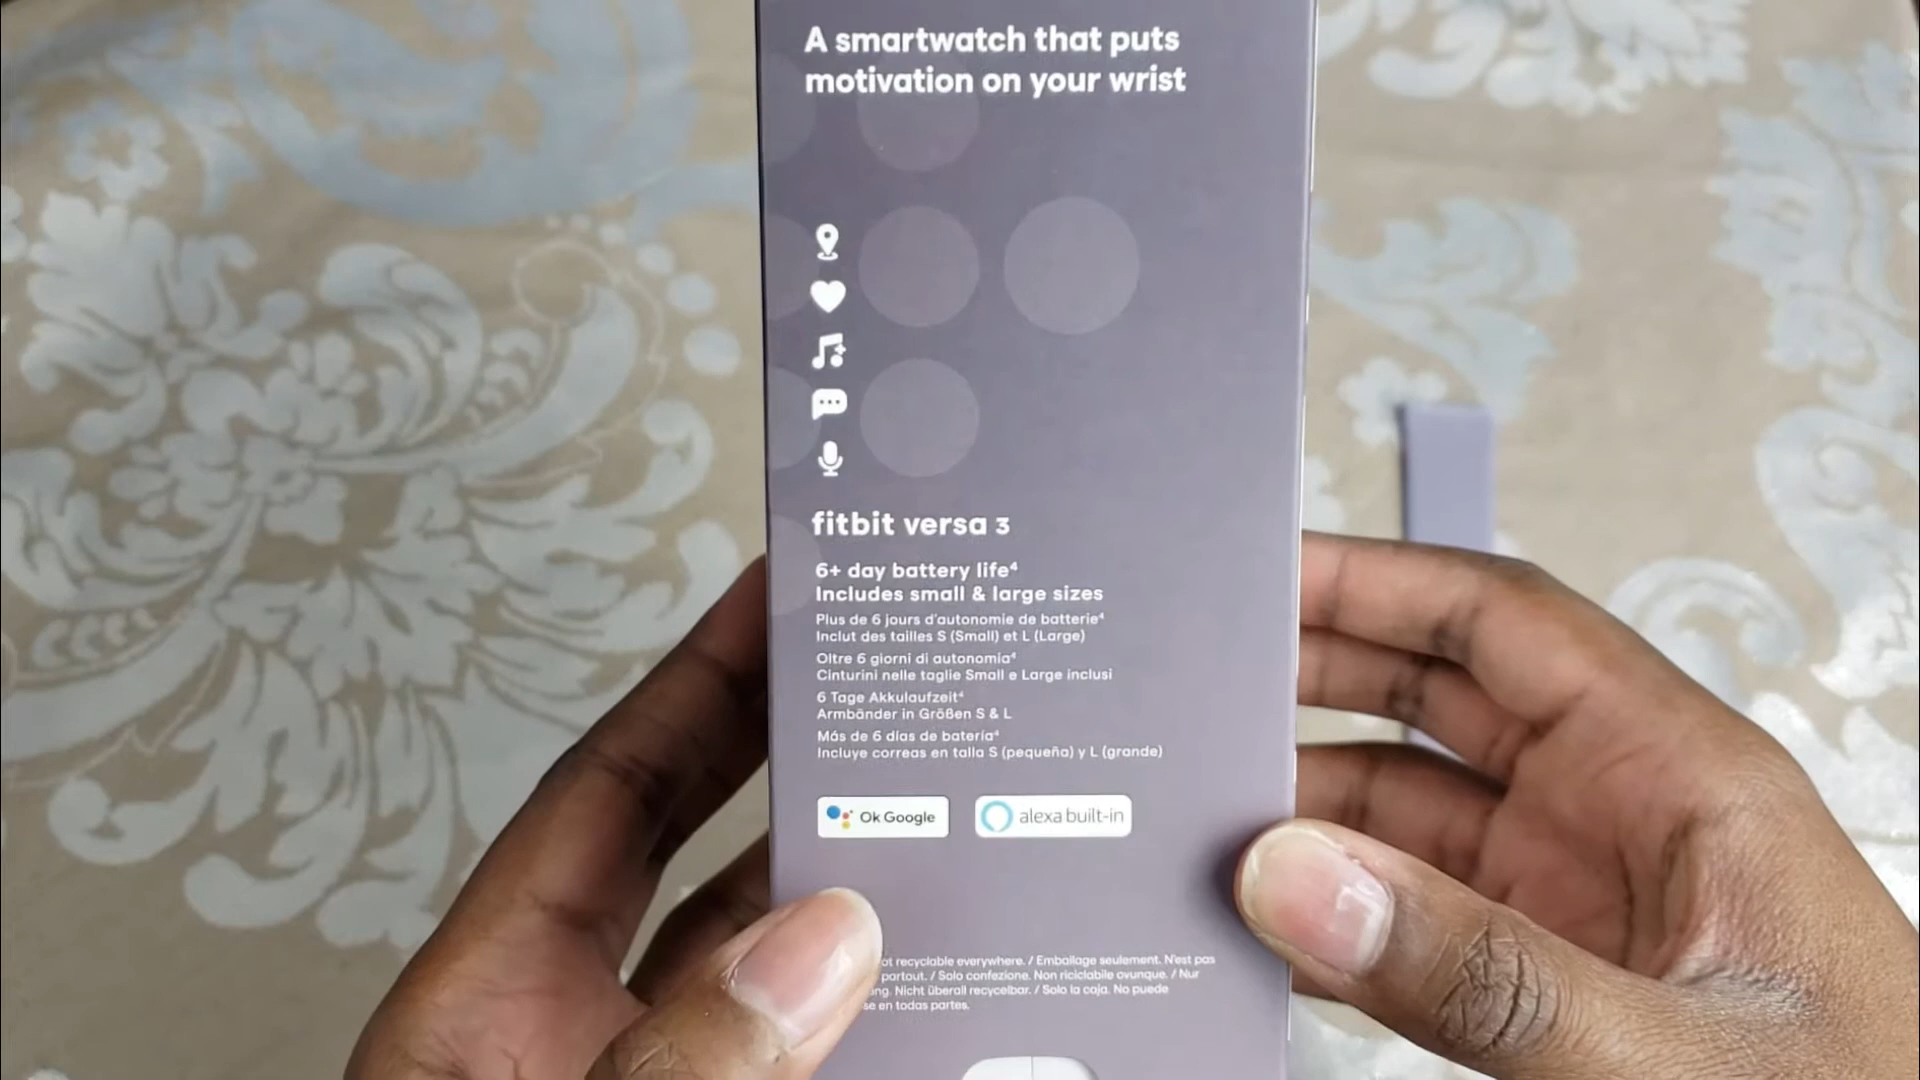 A smartwatch that puts
motivation on your wrist
fitbit versa 3
6+ day battery life⁴
Includes small & large sizes
Plus de 6 jours d'autonomie de batterie⁴
Inclut des tailles S (Small) et L (Large)
Oltre 6 giorni di autonomia⁴
Cinturini nelle taglie Small e Large inclusi
6 Tage Akkulaufzeit⁴
Armbänder in Größen S & L
Más de 6 días de batería⁴
Incluye correas en talla S (pequeña) y L (grande)
Ok Google
alexa built-in
recyclable everywhere. / Emballage seulement. N'est pas
partout. / Solo confezione. Non riciclabile ovunque. / Nur
Nicht überall recycelbar. / Solo la caja. No puede
en todas partes.